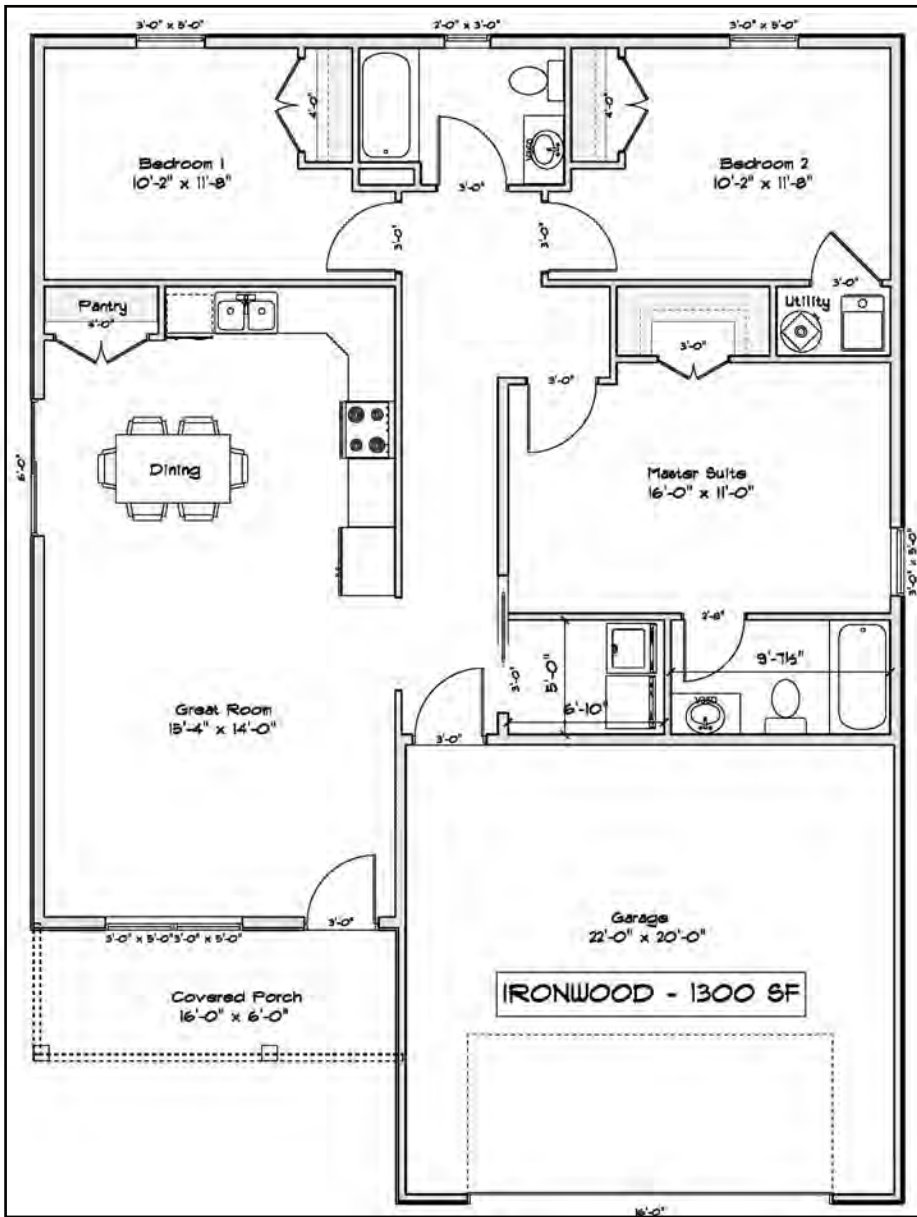 3'-0" x 5'-0"
2'-0" x 3'-0"
3'-0" x 5'-0"
4'-0"
4'-0"
Bedroom 1
10'-2" x 11'-8"
3'-0"
Bedroom 2
10'-2" x 11'-8"
3'-0"
3'-0"
3'-0"
Pantry
Utility
3'-0"
3'-0"
6'-0"
Dining
Master Suite
16'-0" x 11'-0"
3'-0" x 5'-0"
2'-6"
9'-7½"
5'-0"
3'-0"
6'-10"
Great Room
15'-4" x 14'-0"
3'-0"
3'-0"
3'-0" x 5'-0"
3'-0" x 5'-0"
Garage
22'-0" x 20'-0"
IRONWOOD - 1300 SF
Covered Porch
16'-0" x 6'-0"
16'-0"